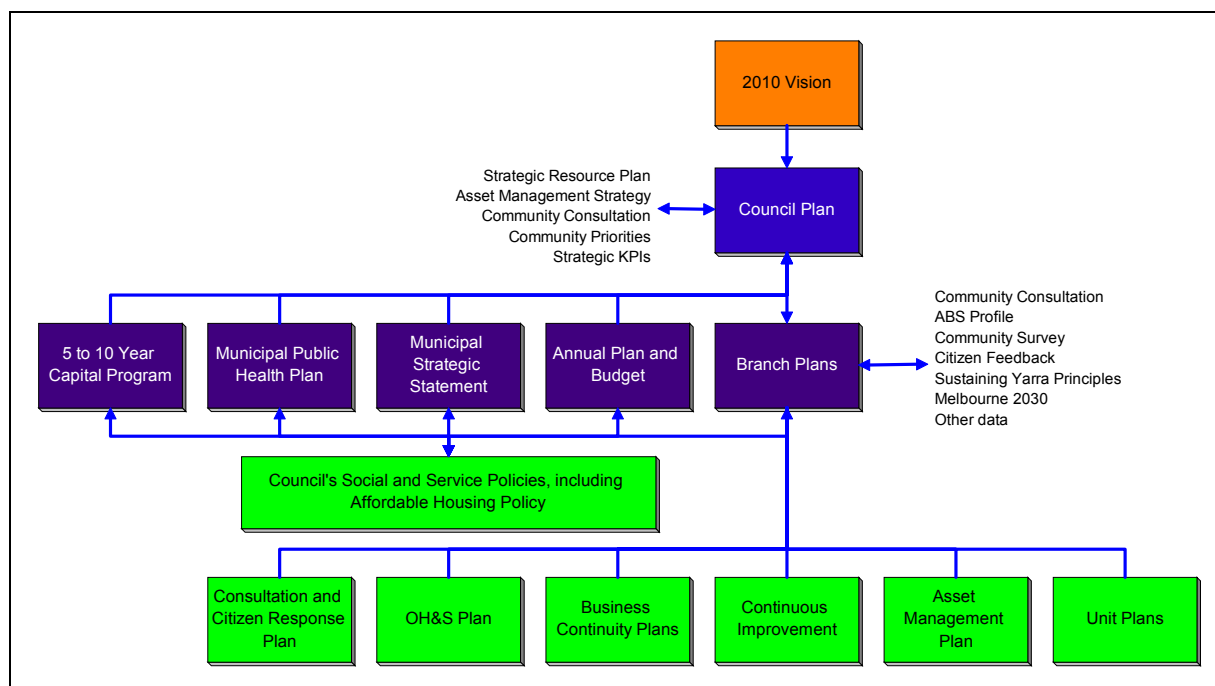 2010 Vision
Strategic Resource Plan
Asset Management Strategy
Community Consultation
Community Priorities
Strategic KPIs
Council Plan
5 to 10 Year
Capital Program
Municipal Public
Health Plan
Municipal
Strategic
Statement
Annual Plan and
Budget
Branch Plans
Community Consultation
ABS Profile
Community Survey
Citizen Feedback
Sustaining Yarra Principles
Melbourne 2030
Other data
Council's Social and Service Policies, including
Affordable Housing Policy
Consultation and
Citizen Response
Plan
OH&S Plan
Business
Continuity Plans
Continuous
Improvement
Asset
Management
Plan
Unit Plans